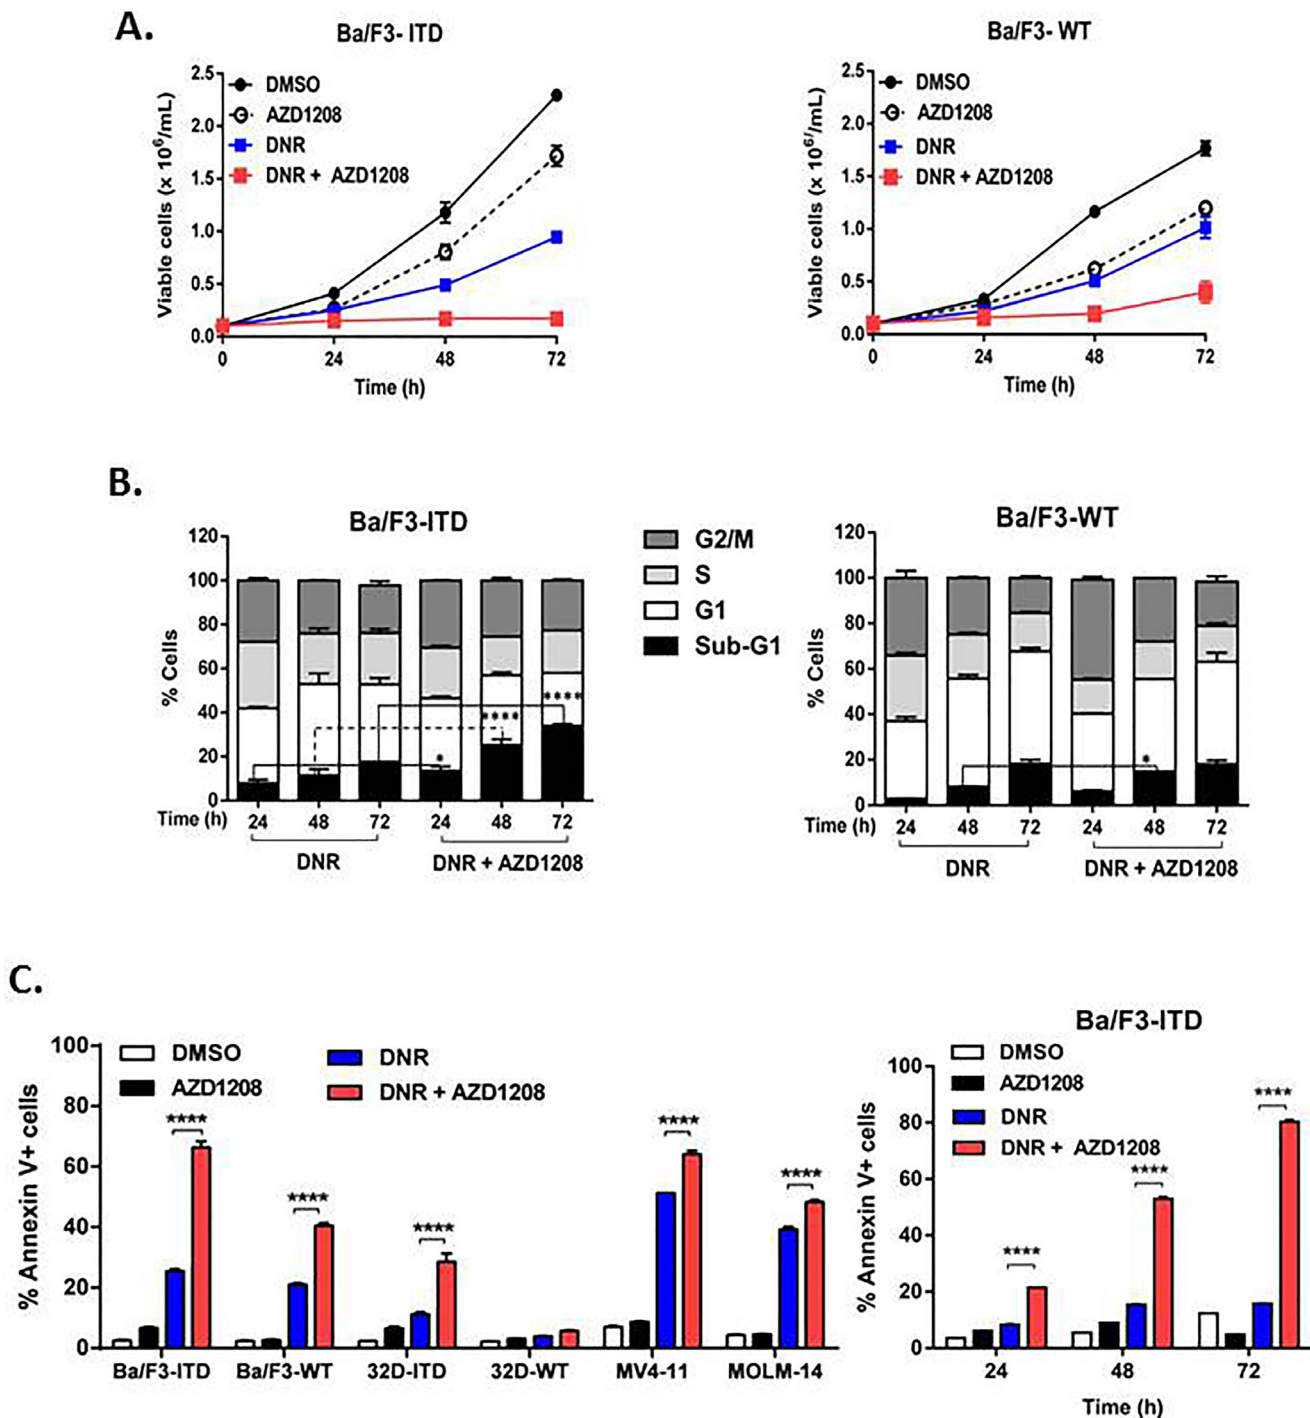 A.
Ba/F3- ITD
2.5
2.0
1.5
1.0
0.5
0.0
Viable cells (x 10⁶/mL)
DMSO
AZD1208
DNR
DNR + AZD1208
0 24 48 72
Time (h)
Ba/F3- WT
2.5
2.0
1.5
1.0
0.5
0.0
Viable cells (x 10⁶/mL)
DMSO
AZD1208
DNR
DNR + AZD1208
0 24 48 72
Time (h)
B.
Ba/F3-ITD
120
100
80
60
40
20
0
% Cells
**** 
****
*
Time (h) 24 48 72 24 48 72
DNR DNR + AZD1208
G2/M
S
G1
Sub-G1
Ba/F3-WT
120
100
80
60
40
20
0
% Cells
*
Time (h) 24 48 72 24 48 72
DNR DNR + AZD1208
C.
100
80
60
40
20
0
% Annexin V+ cells
DMSO DNR
AZD1208 DNR + AZD1208
**** **** **** **** ****
Ba/F3-ITD Ba/F3-WT 32D-ITD 32D-WT MV4-11 MOLM-14
Ba/F3-ITD
100
80
60
40
20
0
% Annexin V+ cells
DMSO
AZD1208
DNR
DNR + AZD1208
**** **** ****
24 48 72
Time (h)